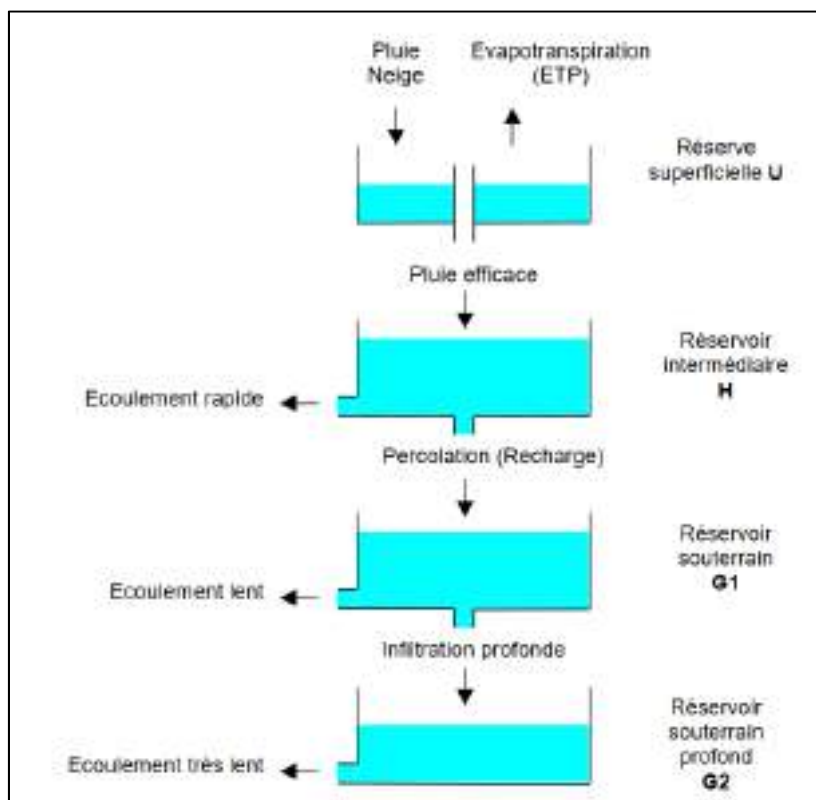 Pluie
Neige
Evapotranspiration
(ETP)
Réserve
superficielle U
Pluie efficace
Réservoir
Intermédiaire
H
Ecoulement rapide
Percolation (Recharge)
Réservoir
souterrain
G1
Ecoulement lent
Infiltration profonde
Réservoir
souterrain
profond
G2
Ecoulement très lent